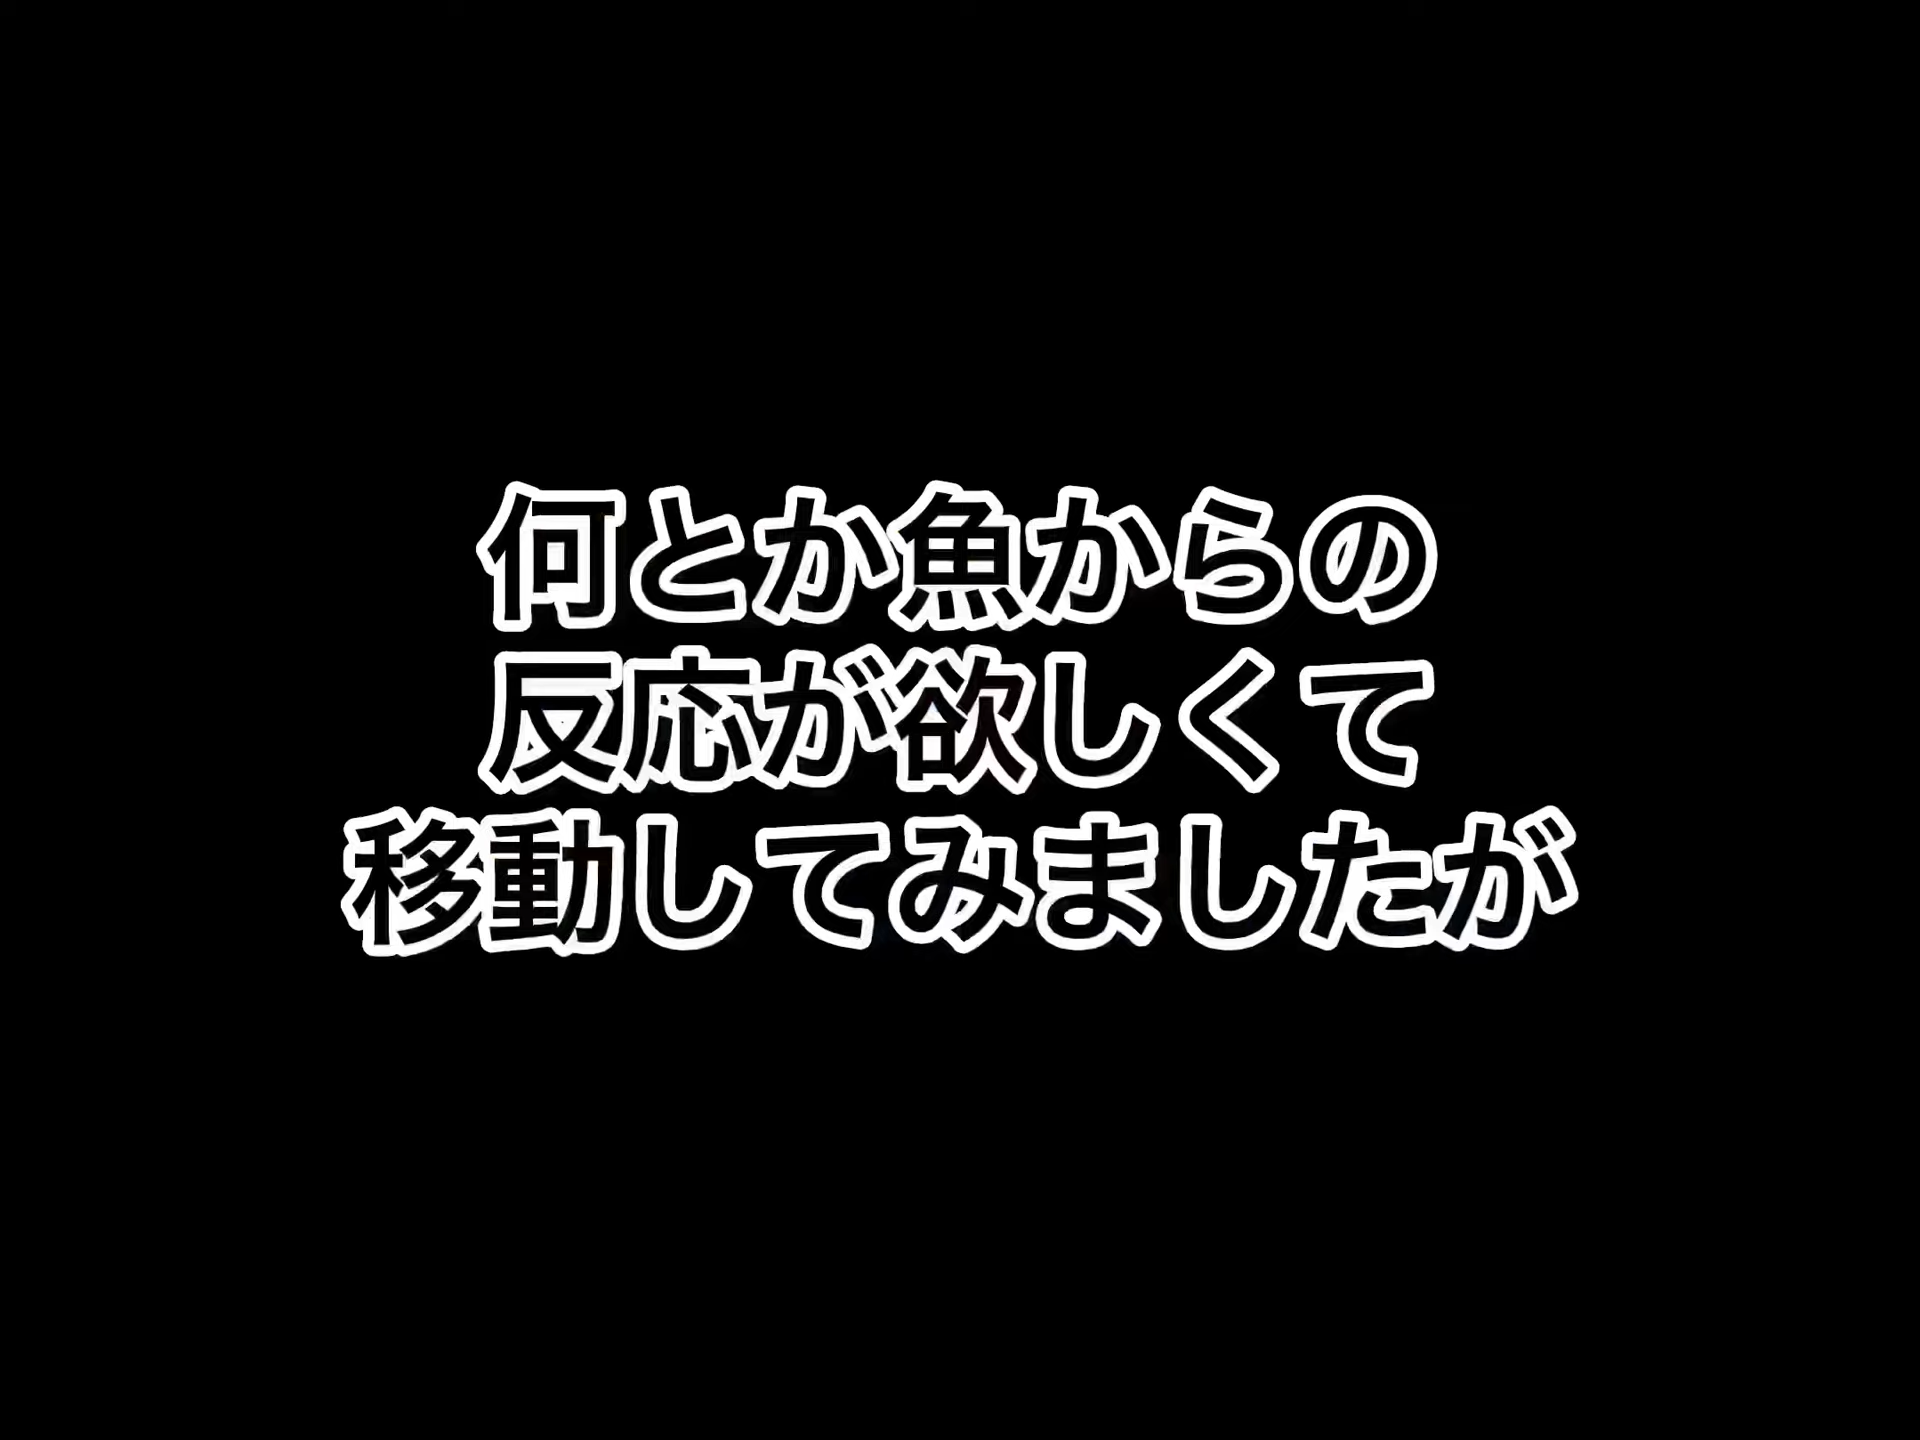 何とか魚からの
反応が欲しくて
移動してみましたが